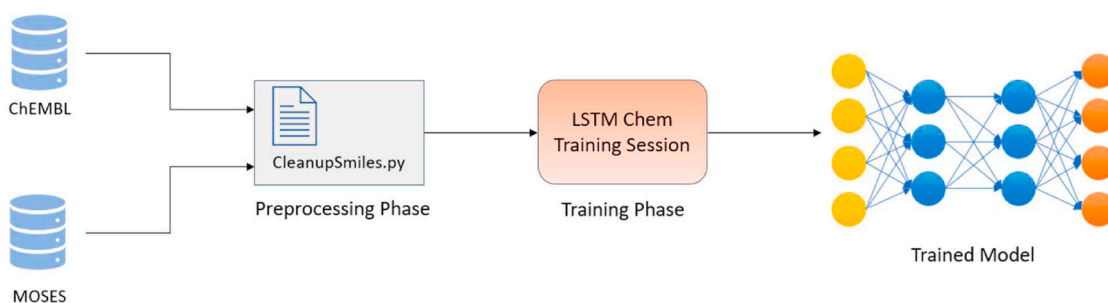 ChEMBL
MOSES
CleanupSmiles.py
Preprocessing Phase
LSTM Chem
Training Session
Training Phase
Trained Model